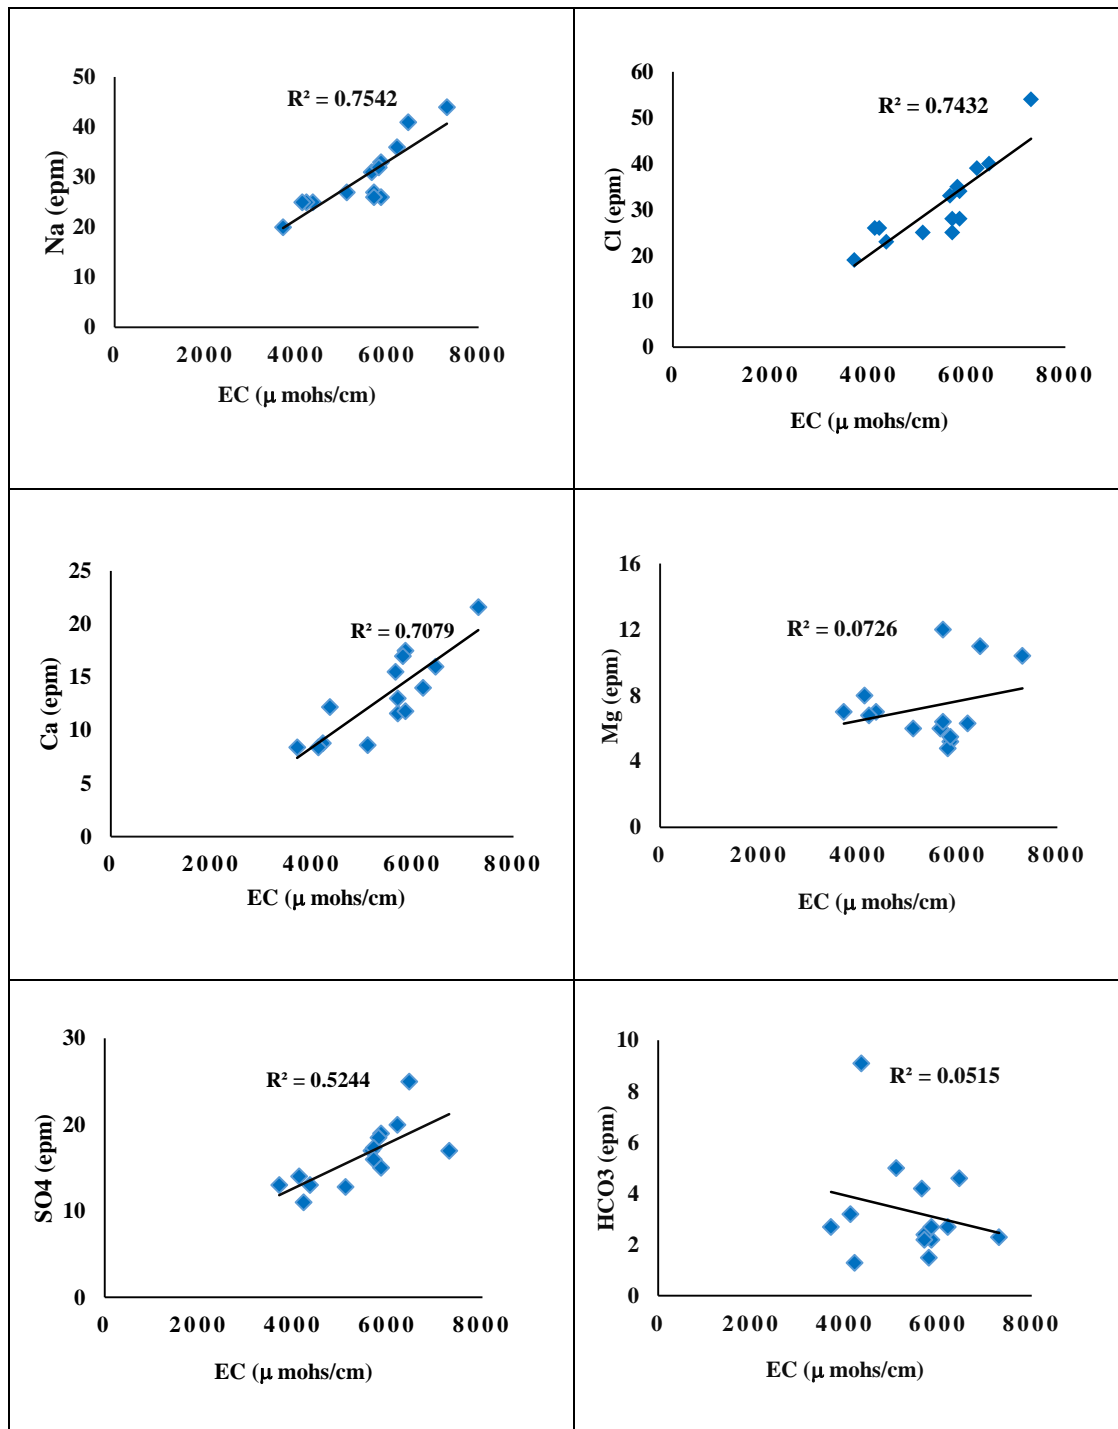 50
40
30
20
10
0
Na (epm)
R² = 0.7542
0 2000 4000 6000 8000
EC (μ mohs/cm)
60
50
40
30
20
10
0
Cl (epm)
R² = 0.7432
0 2000 4000 6000 8000
EC (μ mohs/cm)
25
20
15
10
5
0
Ca (epm)
R² = 0.7079
0 2000 4000 6000 8000
EC (μ mohs/cm)
16
12
8
4
0
Mg (epm)
R² = 0.0726
0 2000 4000 6000 8000
EC (μ mohs/cm)
30
20
10
0
SO4 (epm)
R² = 0.5244
0 2000 4000 6000 8000
EC (μ mohs/cm)
10
8
6
4
2
0
HCO3 (epm)
R² = 0.0515
0 2000 4000 6000 8000
EC (μ mohs/cm)